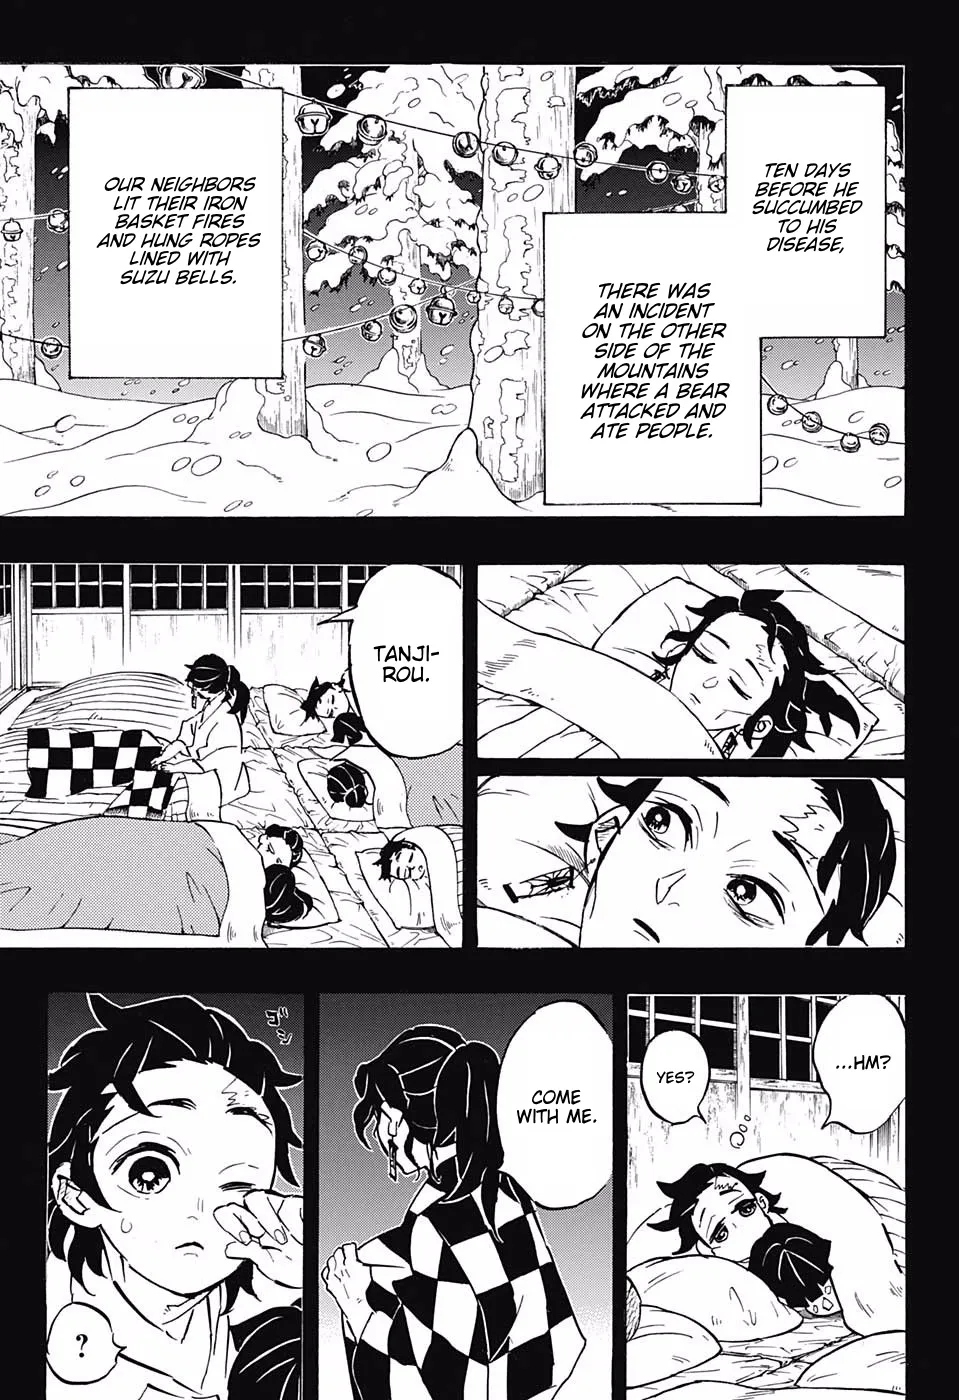 TEN DAYS
BEFORE HE
SUCCUMBED
TO HIS
DISEASE,
THERE WAS
AN INCIDENT
ON THE OTHER
SIDE OF THE
MOUNTAINS
WHERE A BEAR
ATTACKED AND
ATE PEOPLE.
OUR NEIGHBORS
LIT THEIR IRON
BASKET FIRES
AND HUNG ROPES
LINED WITH
SUZU BELLS.
TANJI-
ROU.
...HM?
YES?
COME
WITH ME.
ゴシ
?